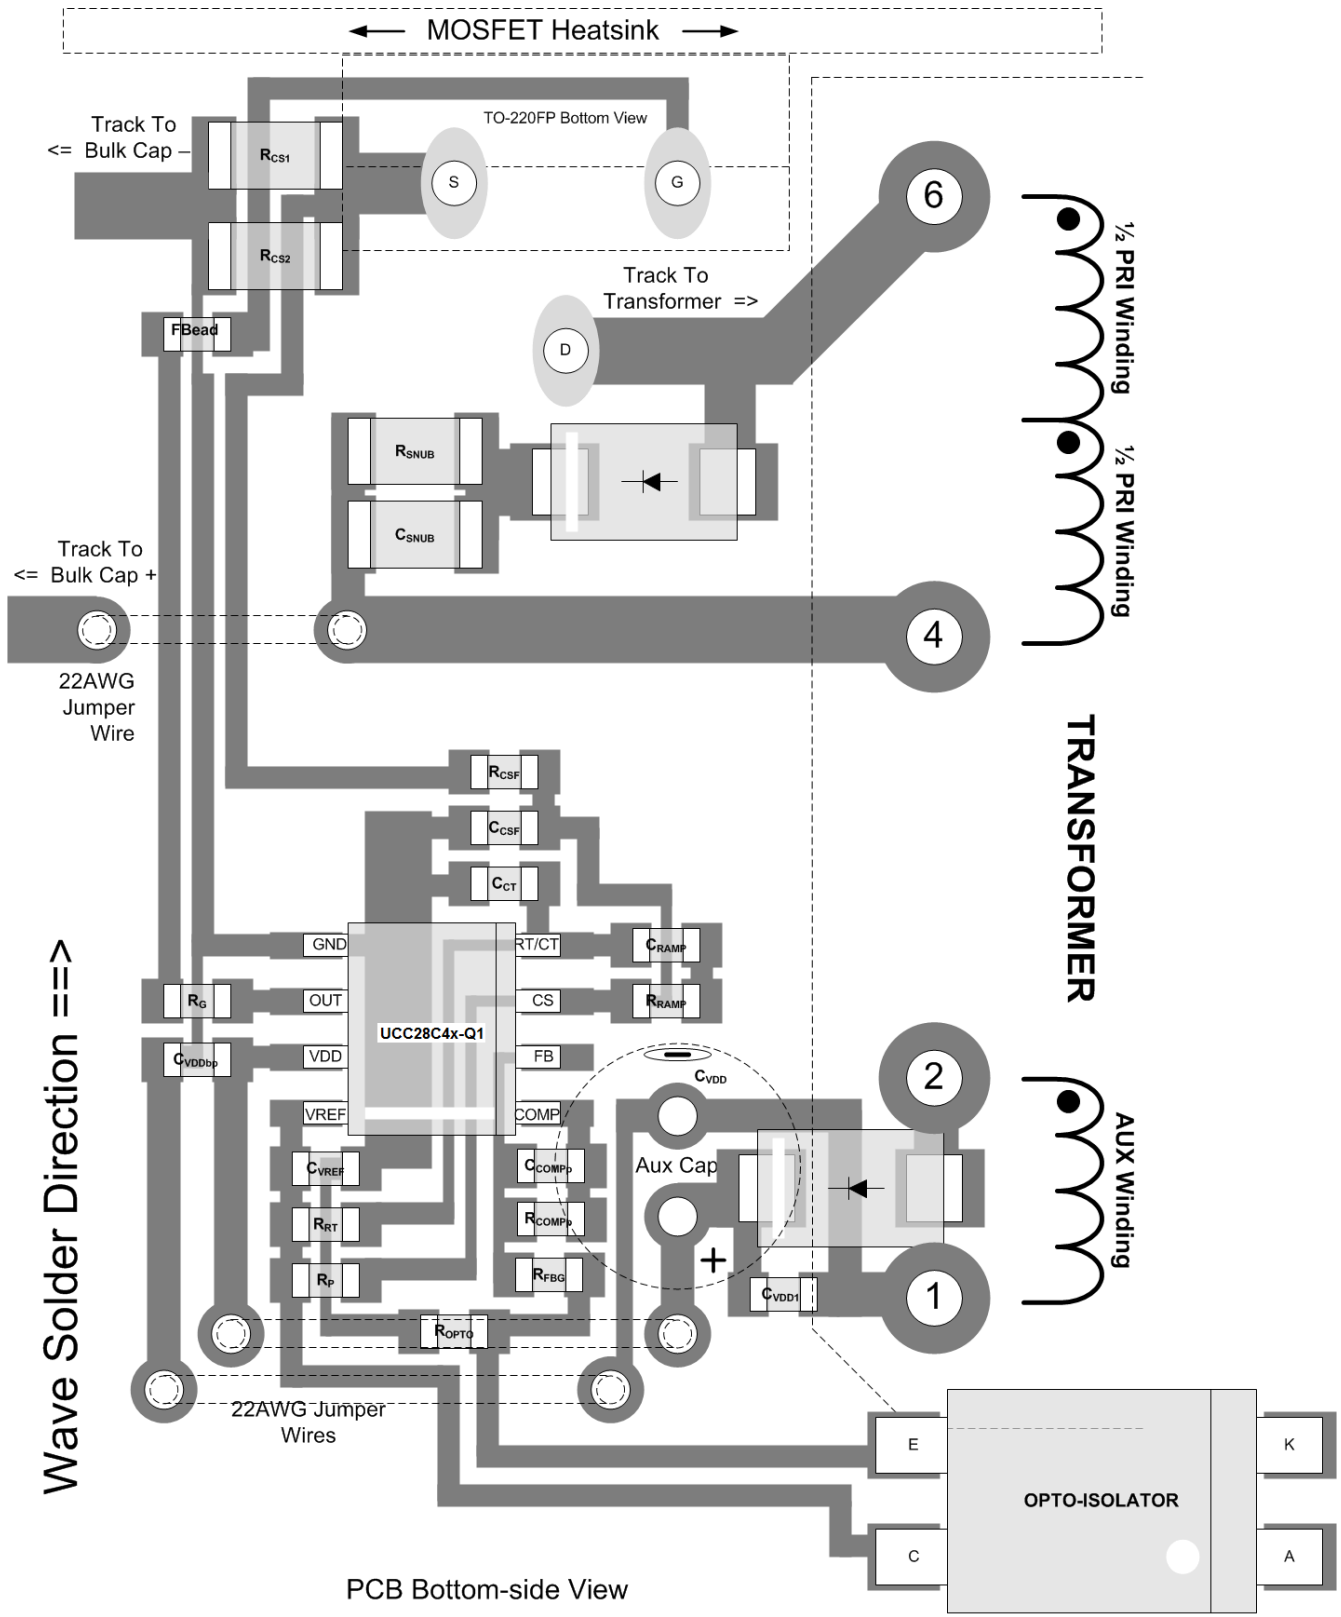 MOSFET Heatsink
Track To
<= Bulk Cap –
TO-220FP Bottom View
RCS1
S
G
6
RCS2
½ PRI Winding
Track To
Transformer =>
FBead
D
RSNUB
½ PRI Winding
CSNUB
Track To
<= Bulk Cap +
4
22AWG
Jumper
Wire
TRANSFORMER
RCSF
CCSF
CCT
GND
RT/CT
CRAMP
OUT
CS
RG
RRAMP
UCC28C4x-Q1
VDD
FB
CVDDbp
CVDD
2
VREF
COMP
AUX Winding
CVREF
CCOMPp
Aux Cap
RRT
RCOMPp
RP
RFBG
+
CVDD1
1
ROPTO
22AWG Jumper
Wires
Wave Solder Direction ==>
E
K
OPTO-ISOLATOR
C
A
PCB Bottom-side View